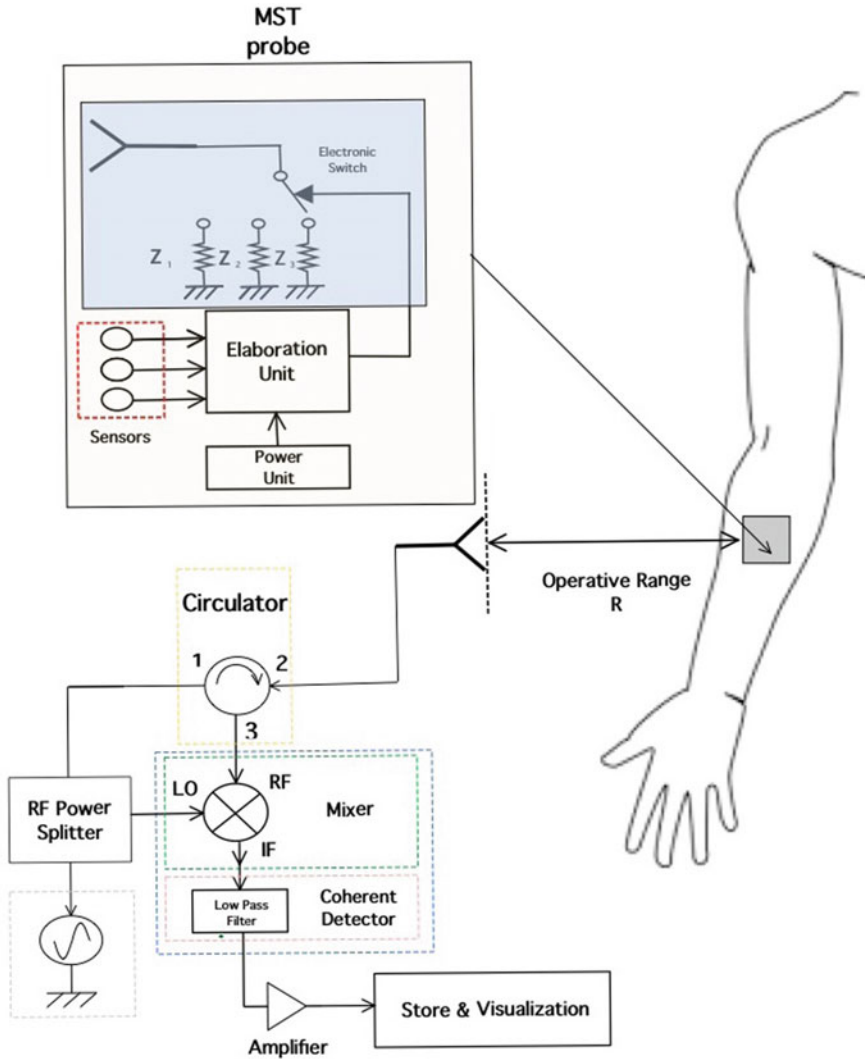 MST
probe
Electronic
Switch
Z 1
Z 2
Z 3
Elaboration
Unit
Sensors
Power
Unit
Operative Range
R
Circulator
1
2
3
LO
RF
RF Power
Splitter
Mixer
IF
Low Pass
Filter
Coherent
Detector
Store & Visualization
Amplifier